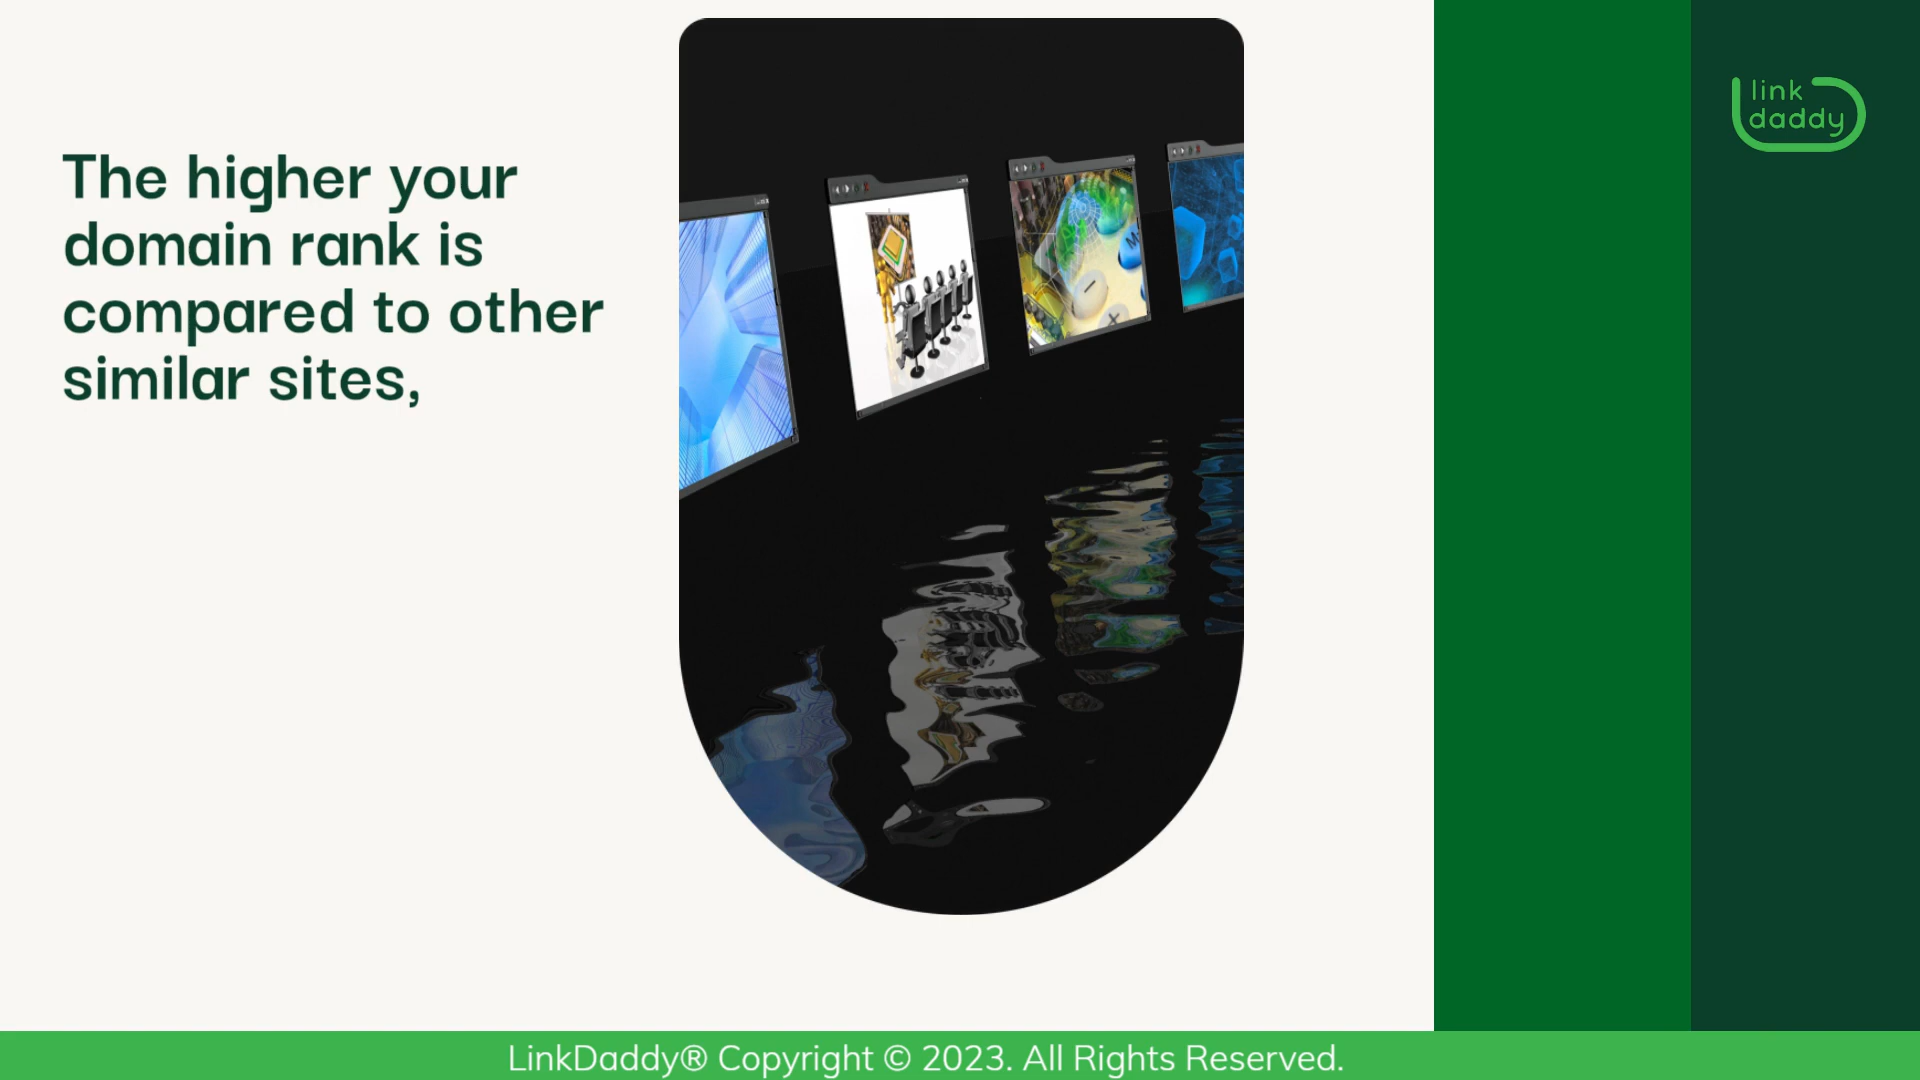 The higher your
domain rank is
compared to other
similar sites,
link
daddy
LinkDaddy® Copyright © 2023. All Rights Reserved.